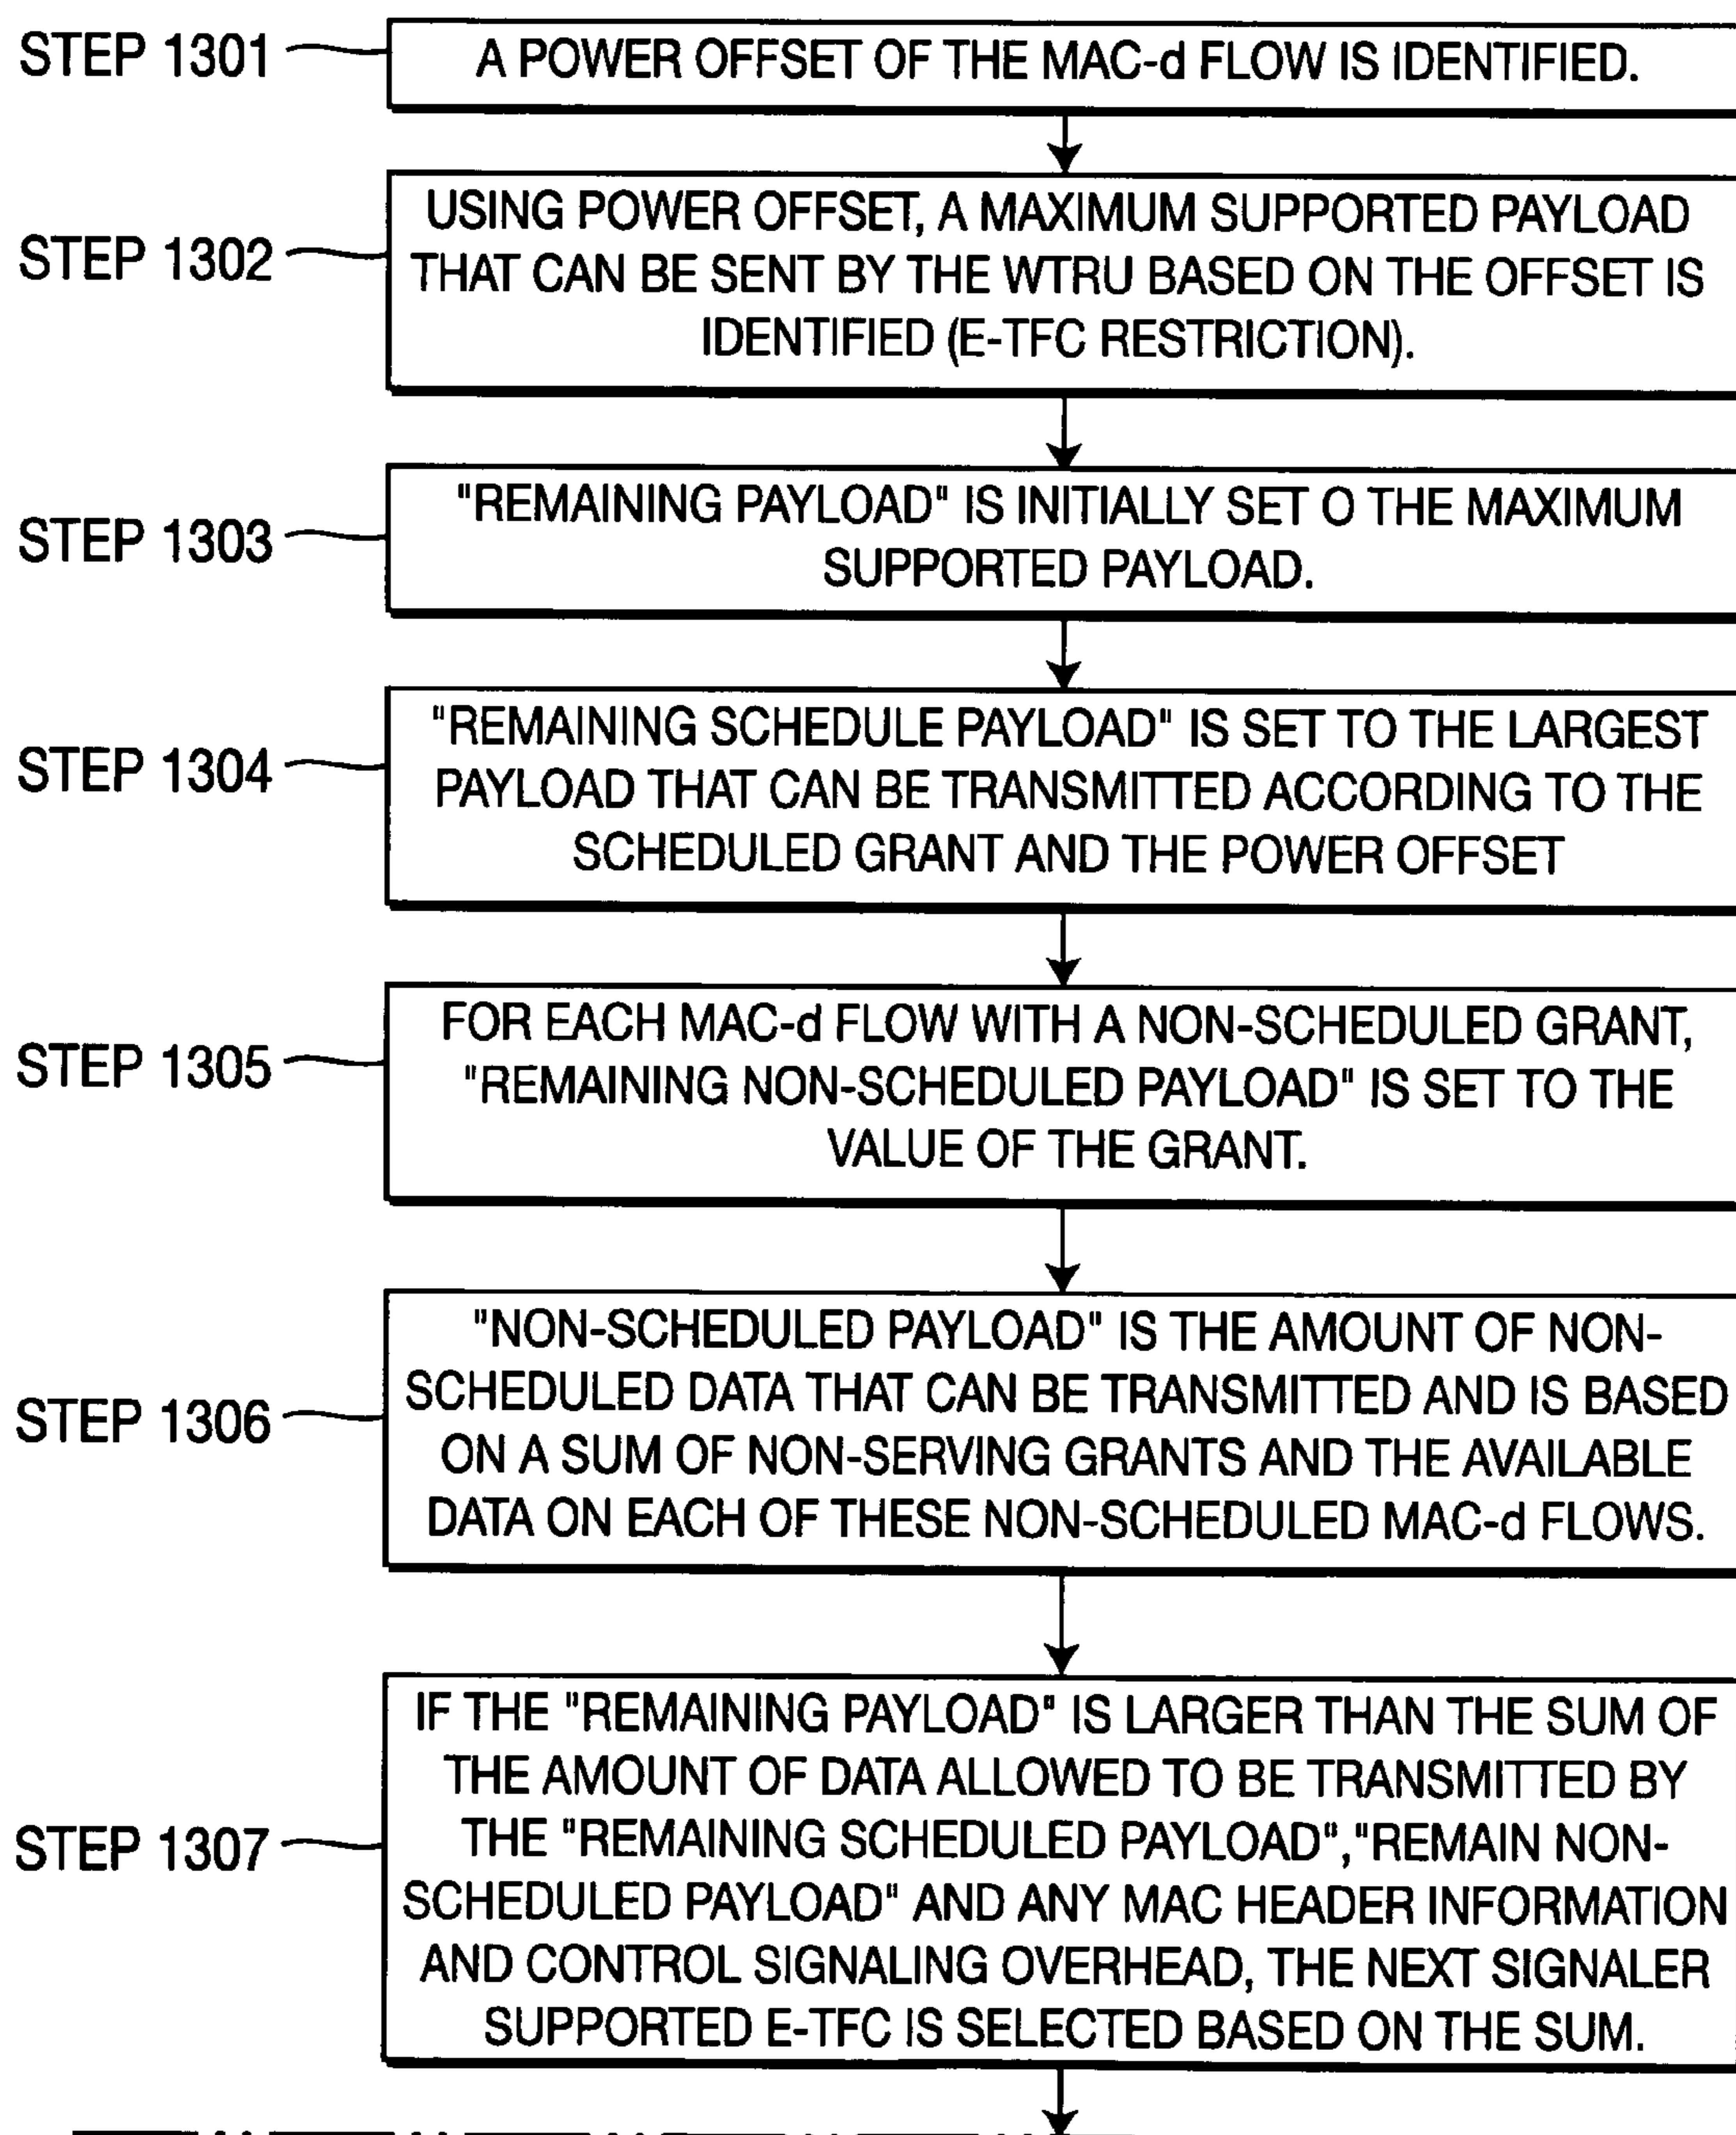 STEP 1301
A POWER OFFSET OF THE MAC-d FLOW IS IDENTIFIED.
STEP 1302
USING POWER OFFSET, A MAXIMUM SUPPORTED PAYLOAD
THAT CAN BE SENT BY THE WTRU BASED ON THE OFFSET IS
IDENTIFIED (E-TFC RESTRICTION).
STEP 1303
"REMAINING PAYLOAD" IS INITIALLY SET O THE MAXIMUM
SUPPORTED PAYLOAD.
STEP 1304
"REMAINING SCHEDULE PAYLOAD" IS SET TO THE LARGEST
PAYLOAD THAT CAN BE TRANSMITTED ACCORDING TO THE
SCHEDULED GRANT AND THE POWER OFFSET
STEP 1305
FOR EACH MAC-d FLOW WITH A NON-SCHEDULED GRANT,
"REMAINING NON-SCHEDULED PAYLOAD" IS SET TO THE
VALUE OF THE GRANT.
STEP 1306
"NON-SCHEDULED PAYLOAD" IS THE AMOUNT OF NON-
SCHEDULED DATA THAT CAN BE TRANSMITTED AND IS BASED
ON A SUM OF NON-SERVING GRANTS AND THE AVAILABLE
DATA ON EACH OF THESE NON-SCHEDULED MAC-d FLOWS.
STEP 1307
IF THE "REMAINING PAYLOAD" IS LARGER THAN THE SUM OF
THE AMOUNT OF DATA ALLOWED TO BE TRANSMITTED BY
THE "REMAINING SCHEDULED PAYLOAD","REMAIN NON-
SCHEDULED PAYLOAD" AND ANY MAC HEADER INFORMATION
AND CONTROL SIGNALING OVERHEAD, THE NEXT SIGNALER
SUPPORTED E-TFC IS SELECTED BASED ON THE SUM.